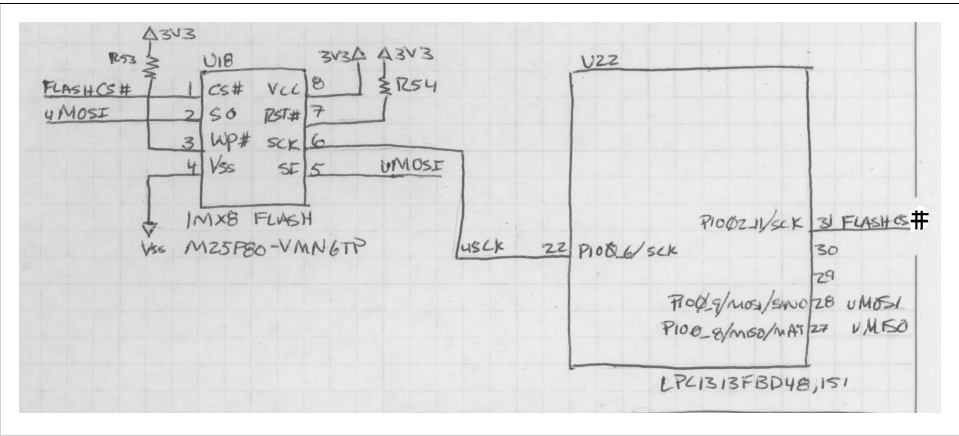 3V3
R53
U18
3V3 3V3
R54
FLASHCS# 1 CS# VCC 8
uMOSI 2 SO RST# 7
3 WP# SCK 6
4 VSS SI 5 uMOSI
1MX8 FLASH
VSS M25P80-VMN6TP
U22
uSCK 22 PIO0_6/SCK
PIO02_11/SCK 31 FLASHCS#
30
29
PIO0_9/MOSI/SWO 28 uMOSI
PIO0_8/MISO/MAT 27 uMISO
LPC1313FBD48,151